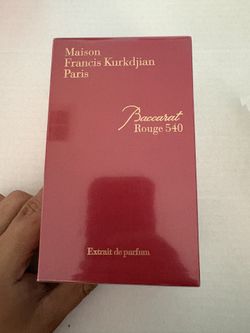 Maison
Francis Kurkdjian
Paris
Baccarat
Rouge 540
Extrait de parfum